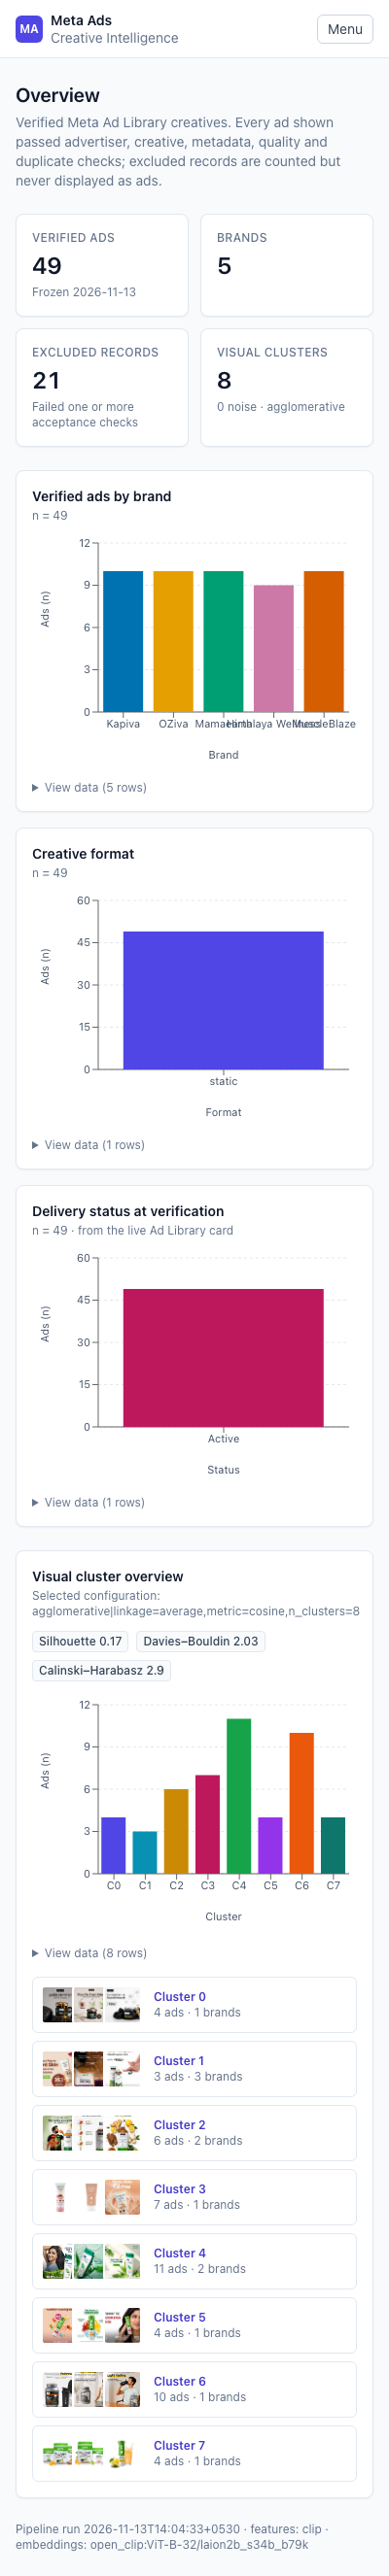 MA
Meta Ads
Creative Intelligence
Menu
Overview
Verified Meta Ad Library creatives. Every ad shown
passed advertiser, creative, metadata, quality and
duplicate checks; excluded records are counted but
never displayed as ads.
VERIFIED ADS
49
Frozen 2026-11-13
BRANDS
5
EXCLUDED RECORDS
21
Failed one or more
acceptance checks
VISUAL CLUSTERS
8
0 noise · agglomerative
Verified ads by brand
n = 49
12
9
6
3
0
Ads (n)
Kapiva
OZiva
Mamaearth
Himalaya Wellness
MuscleBlaze
Brand
▶ View data (5 rows)
Creative format
n = 49
60
45
30
15
0
Ads (n)
static
Format
▶ View data (1 rows)
Delivery status at verification
n = 49 · from the live Ad Library card
60
45
30
15
0
Ads (n)
Active
Status
▶ View data (1 rows)
Visual cluster overview
Selected configuration:
agglomerative|linkage=average,metric=cosine,n_clusters=8
Silhouette 0.17
Davies–Bouldin 2.03
Calinski–Harabasz 2.9
12
9
6
3
0
Ads (n)
C0 C1 C2 C3 C4 C5 C6 C7
Cluster
▶ View data (8 rows)
Cluster 0
4 ads · 1 brands
Cluster 1
3 ads · 3 brands
Cluster 2
6 ads · 2 brands
Cluster 3
7 ads · 1 brands
Cluster 4
11 ads · 2 brands
Cluster 5
4 ads · 1 brands
Cluster 6
10 ads · 1 brands
Cluster 7
4 ads · 1 brands
Pipeline run 2026-11-13T14:04:33+0530 · features: clip ·
embeddings: open_clip:ViT-B-32/laion2b_s34b_b79k